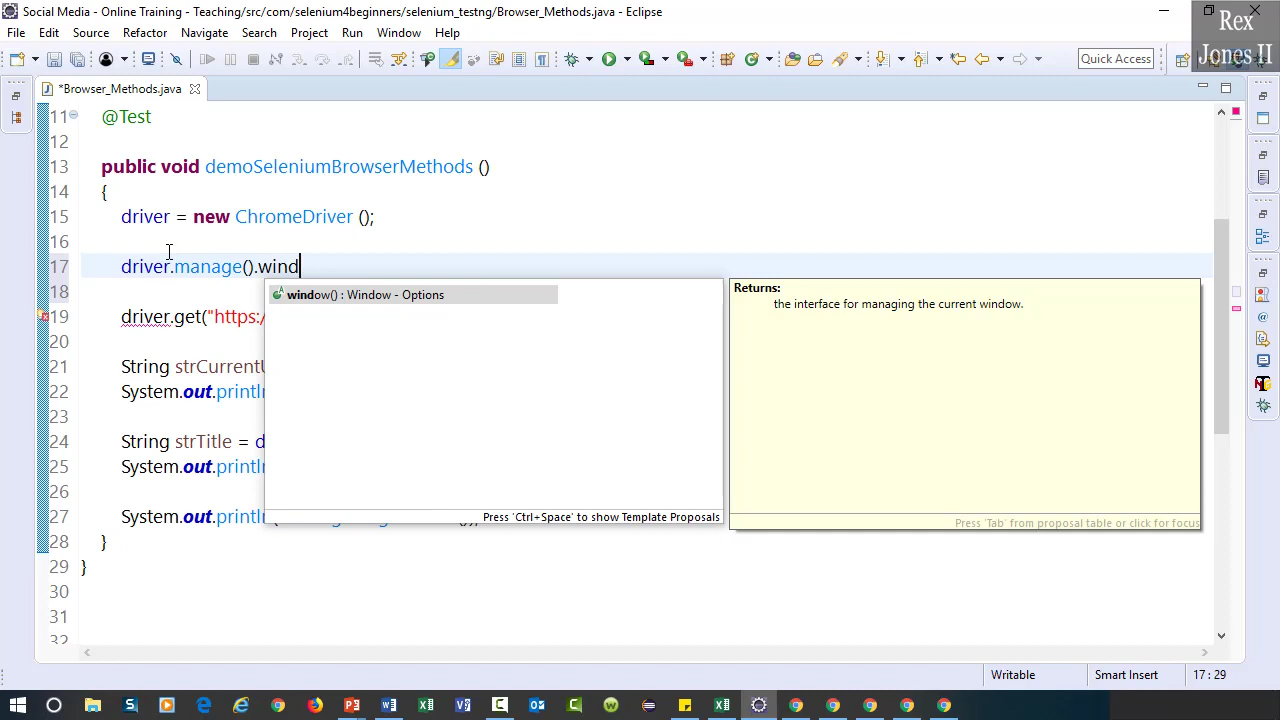 Social Media - Online Training - Teaching/src/com/selenium4beginners/selenium_testng/Browser_Methods.java - Eclipse
Rex
Jones II
File Edit Source Refactor Navigate Search Project Run Window Help
Quick Access
*Browser_Methods.java
11 @Test
12
13 public void demoSeleniumBrowserMethods ()
14 {
15 driver = new ChromeDriver ();
16
17 driver.manage().wind
18
window() : Window - Options
Returns:
the interface for managing the current window.
19 driver.get("https:/
20
21 String strCurrentU
22 System.out.println
23
24 String strTitle = d
25 System.out.println
26
Press 'Ctrl+Space' to show Template Proposals
Press 'Tab' from proposal table or click for focus
27 System.out.println
28 }
29 }
30
31
32
Writable
Smart Insert
17 : 29